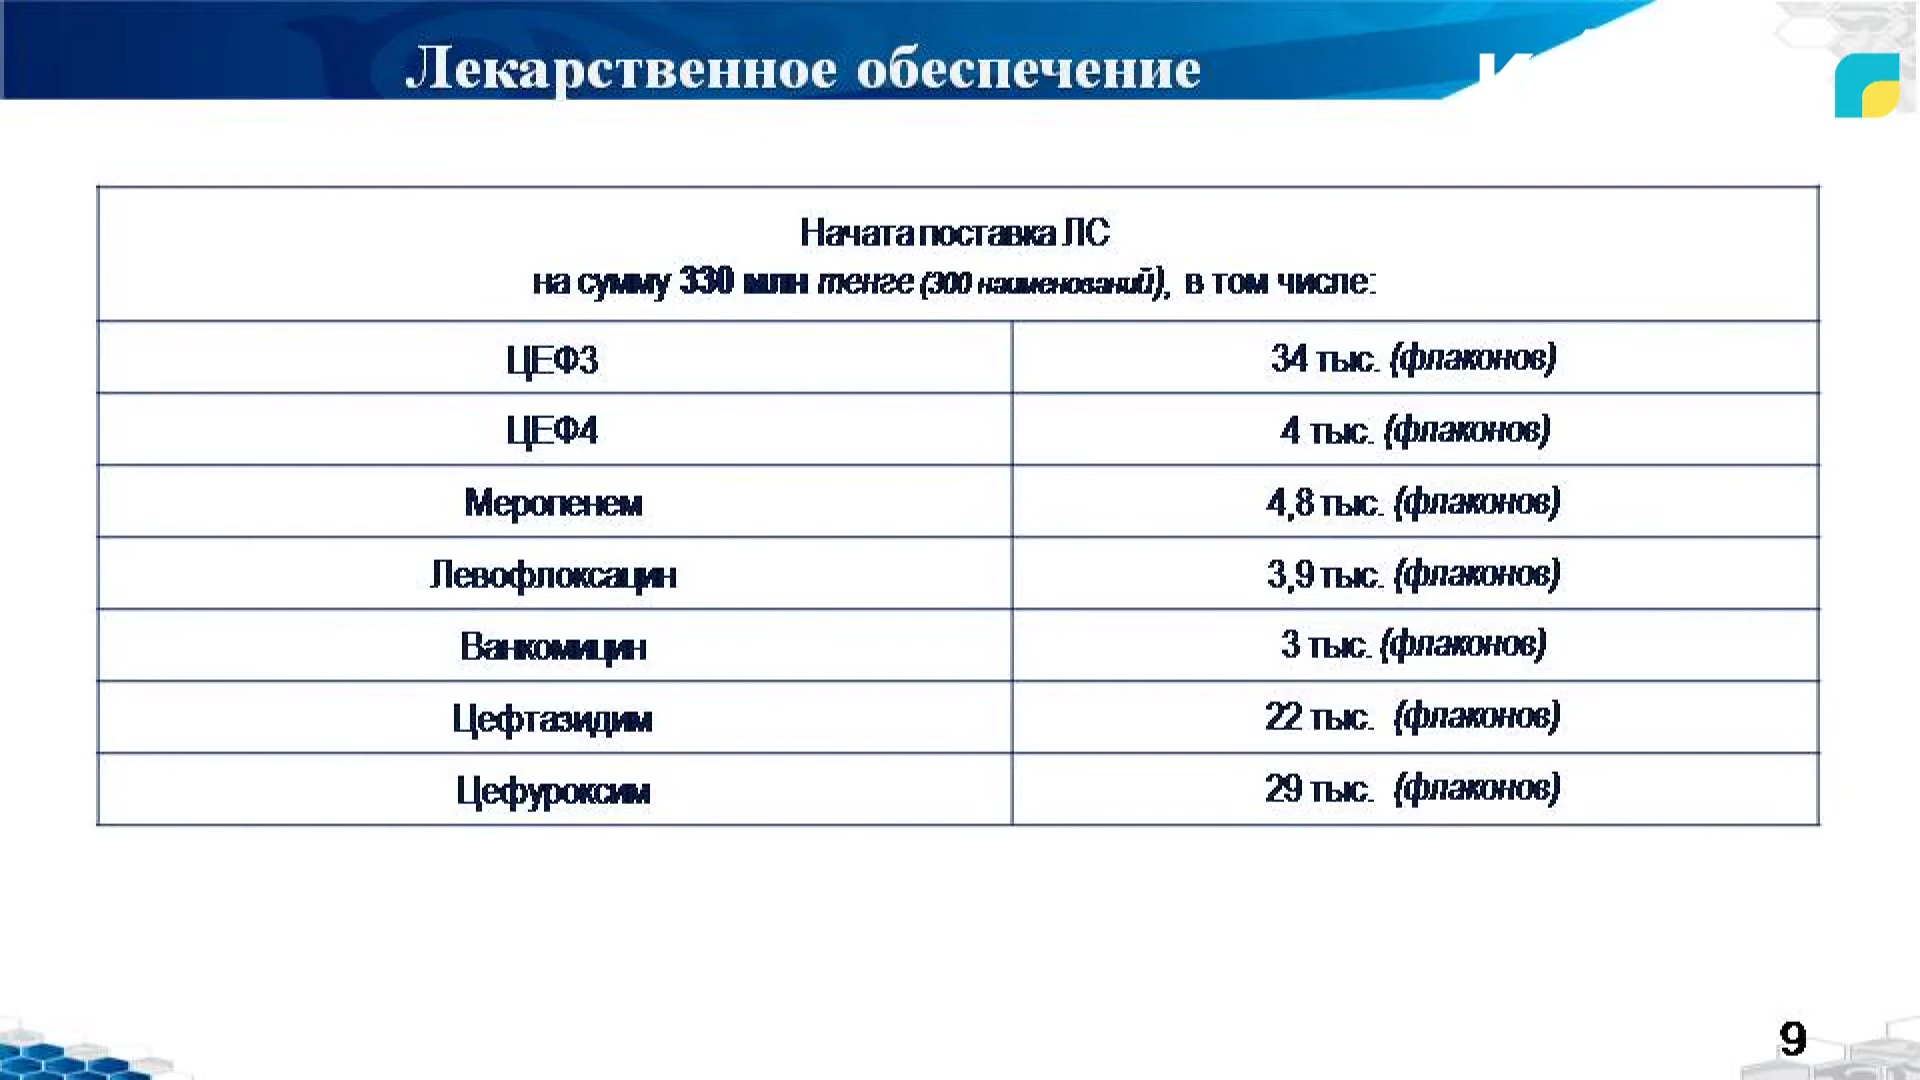 Лекарственное обеспечение
Начата поставка ЛС
на сумму 330 млн тенге (300 наименований), в том числе:
ЦЕФ3 34 тыс. (флаконов)
ЦЕФ4 4 тыс. (флаконов)
Меропенем 4,8 тыс. (флаконов)
Левофлоксацин 3,9 тыс. (флаконов)
Ванкомицин 3 тыс. (флаконов)
Цефтазидим 22 тыс. (флаконов)
Цефуроксим 29 тыс. (флаконов)
9